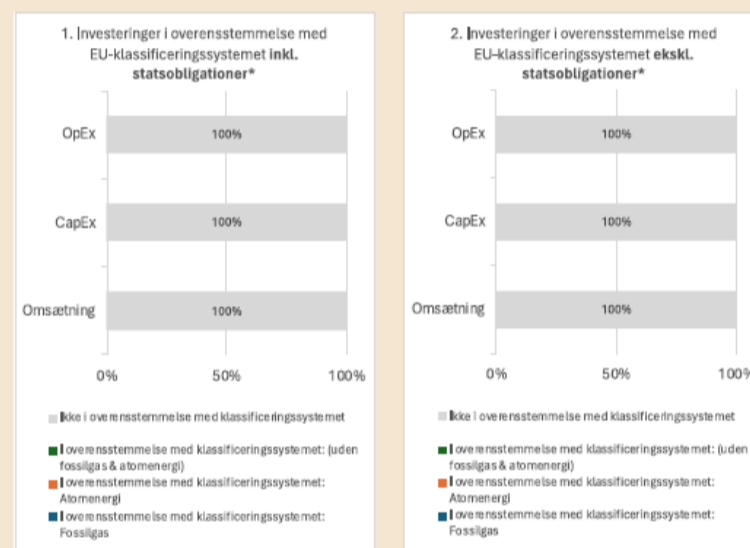 1. Investeringer i overensstemmelse med
EU-klassificeringssystemet inkl.
statsobligationer*
OpEx
100%
CapEx
100%
Omsætning
100%
0%
50%
100%
Ikke i overensstemmelse med klassificeringssystemet
I overensstemmelse med klassificeringssystemet: (uden
fossilgas & atomenergi)
I overensstemmelse med klassificeringssystemet:
Atomenergi
I overensstemmelse med klassificeringssystemet:
Fossilgas
2. Investeringer i overensstemmelse med
EU-klassificeringssystemet ekskl.
statsobligationer*
OpEx
100%
CapEx
100%
Omsætning
100%
0%
50%
100%
Ikke i overensstemmelse med klassificeringssystemet
I overensstemmelse med klassificeringssystemet: (uden
fossilgas & atomenergi)
I overensstemmelse med klassificeringssystemet:
Atomenergi
I overensstemmelse med klassificeringssystemet:
Fossilgas